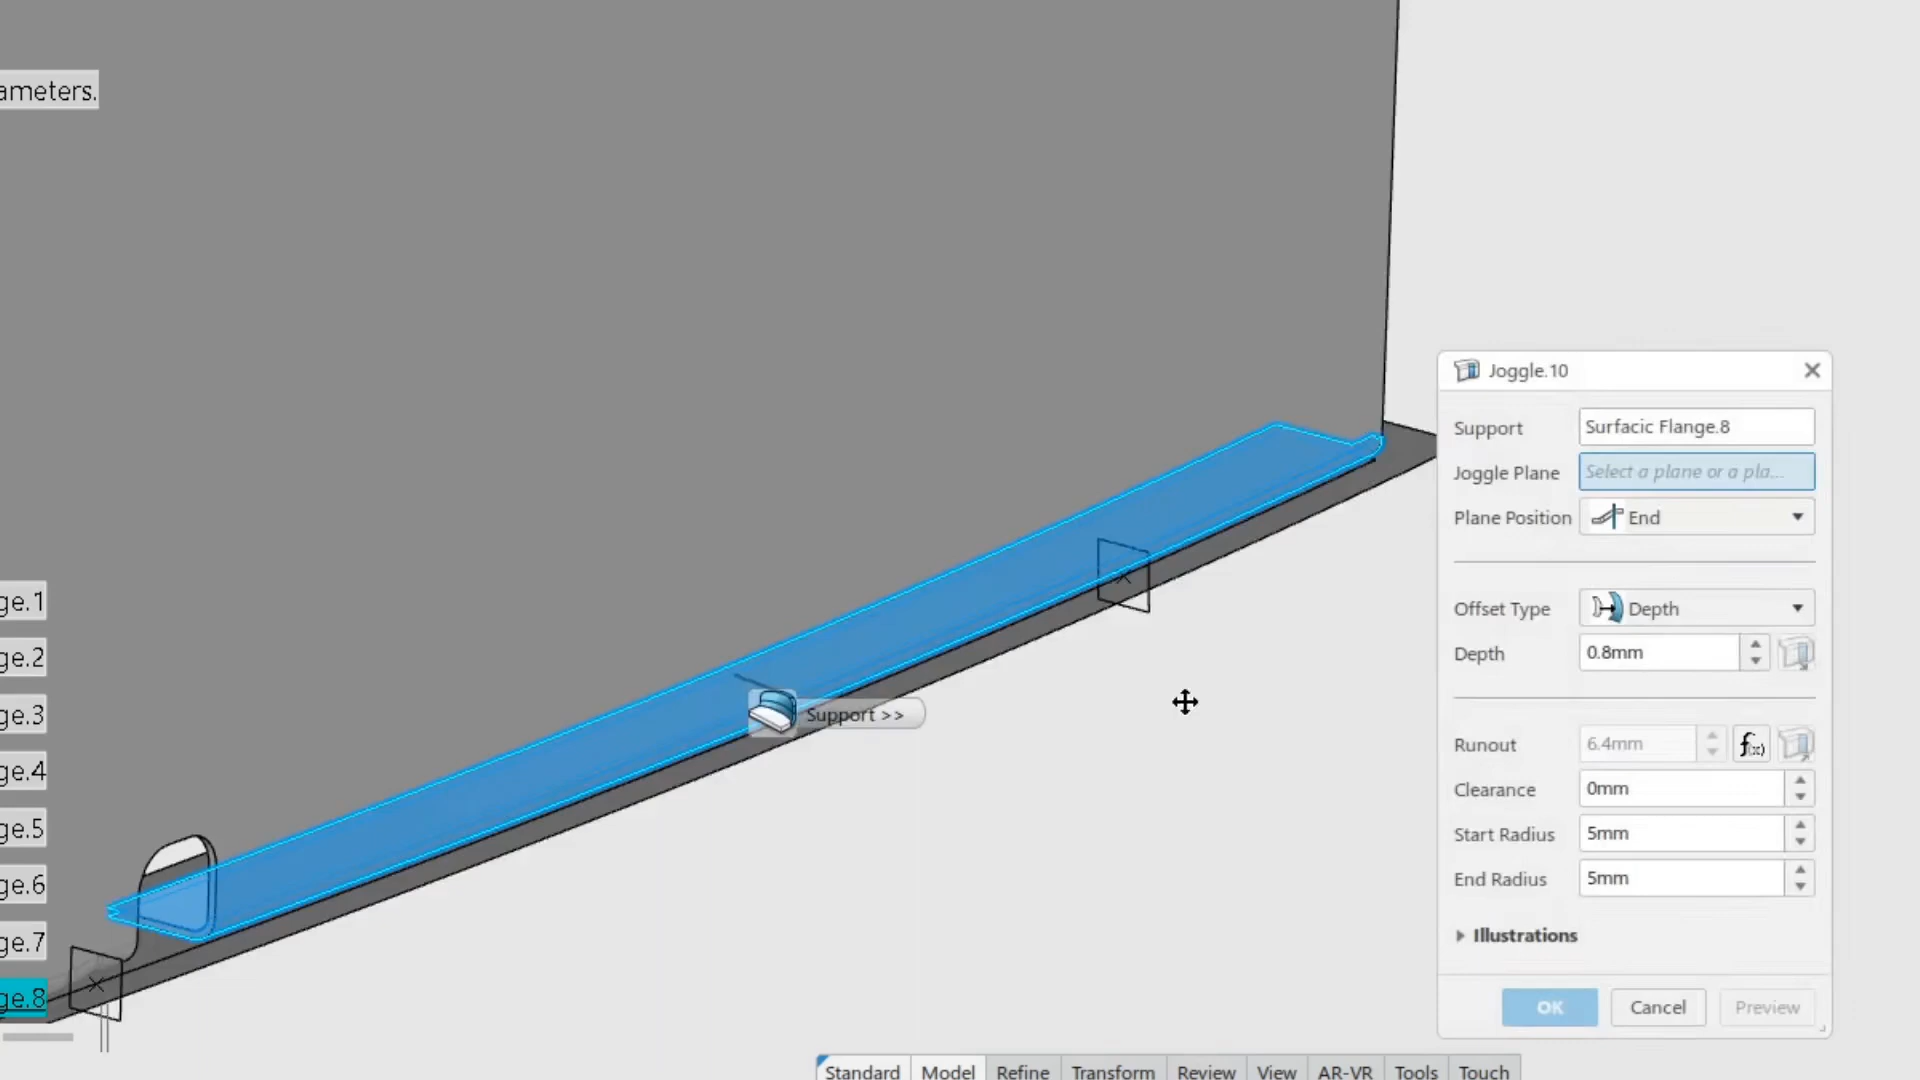 ameters.
ge.1
ge.2
ge.3
ge.4
ge.5
ge.6
ge.7
ge.8
Support >>
Joggle.10
Support Surfacic Flange.8
Joggle Plane Select a plane or a pla...
Plane Position End
Offset Type Depth
Depth 0.8mm
Runout 6.4mm f(x)
Clearance 0mm
Start Radius 5mm
End Radius 5mm
Illustrations
OK Cancel Preview
Standard Model Refine Transform Review View AR-VR Tools Touch